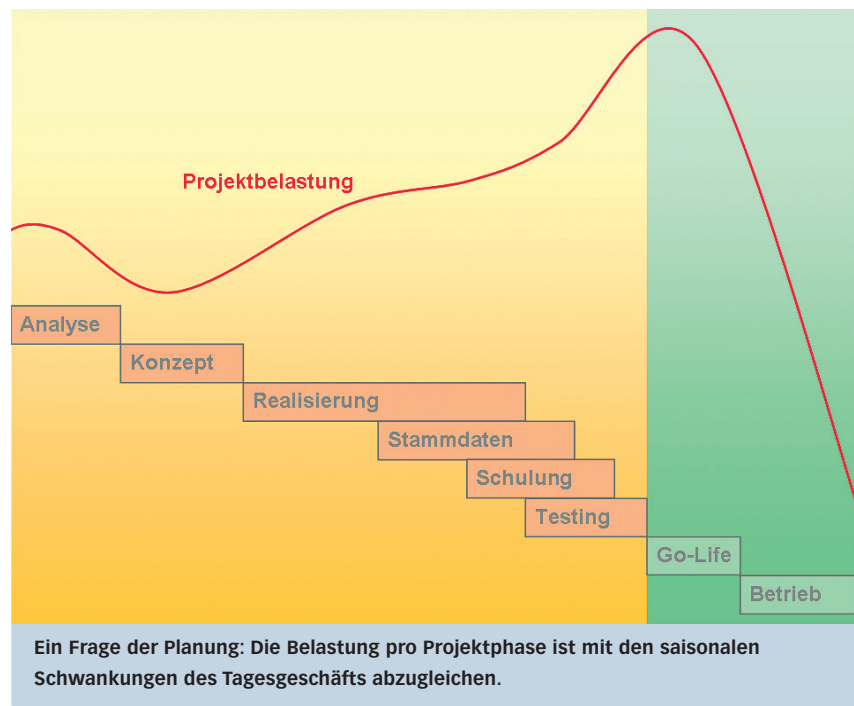 Projektbelastung
Analyse
Konzept
Realisierung
Stammdaten
Schulung
Testing
Go-Life
Betrieb
Ein Frage der Planung: Die Belastung pro Projektphase ist mit den saisonalen
Schwankungen des Tagesgeschäfts abzugleichen.